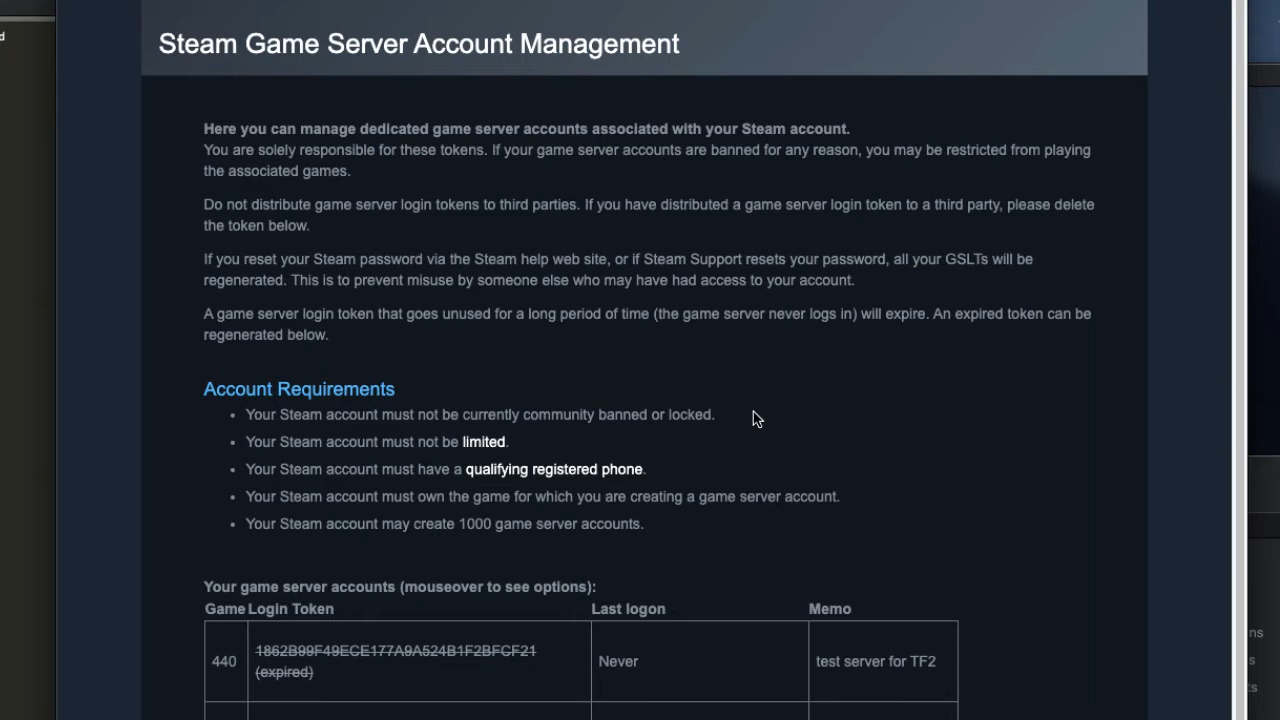 d
Steam Game Server Account Management
Here you can manage dedicated game server accounts associated with your Steam account.
You are solely responsible for these tokens. If your game server accounts are banned for any reason, you may be restricted from playing
the associated games.
Do not distribute game server login tokens to third parties. If you have distributed a game server login token to a third party, please delete
the token below.
If you reset your Steam password via the Steam help web site, or if Steam Support resets your password, all your GSLTs will be
regenerated. This is to prevent misuse by someone else who may have had access to your account.
A game server login token that goes unused for a long period of time (the game server never logs in) will expire. An expired token can be
regenerated below.
Account Requirements
• Your Steam account must not be currently community banned or locked.
• Your Steam account must not be limited.
• Your Steam account must have a qualifying registered phone.
• Your Steam account must own the game for which you are creating a game server account.
• Your Steam account may create 1000 game server accounts.
Your game server accounts (mouseover to see options):
Game Login Token Last logon Memo
440 1862B99F49ECE177A9A524B1F2BFCF21 (expired) Never test server for TF2
ns
s
ts